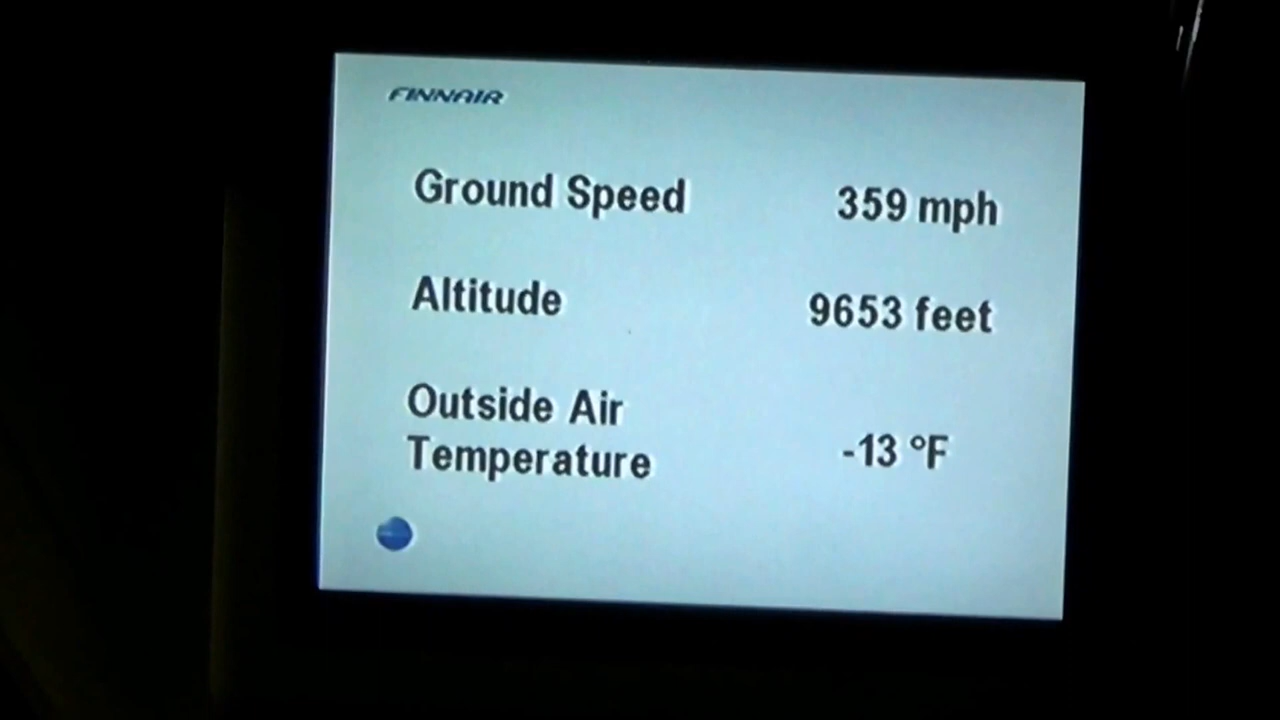 FINNAIR
Ground Speed 359 mph
Altitude 9653 feet
Outside Air
Temperature -13 °F